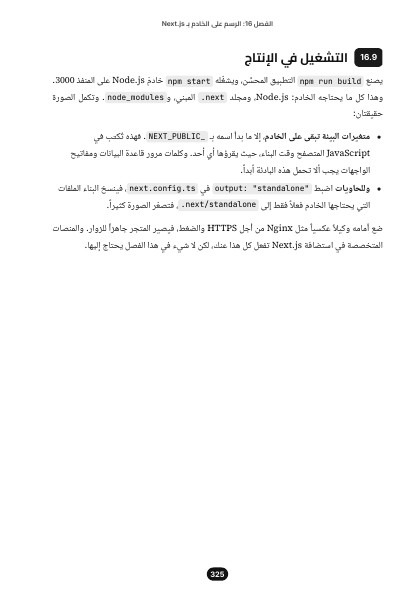 الفصل 16: الرسم على الخادم بـ Next.js
16.9 التشغيل في الإنتاج
يصنع npm run build التطبيق المحسَّن، ويشغّله npm start خادم Node.js على المنفذ 3000.
وهذا كل ما يحتاجه الخادم: Node.js، ومجلد .next المبني، و node_modules. وتكمل الصورة
حقيقتان:
• متغيرات البيئة تبقى على الخادم، إلا ما بدأ اسمه بـ NEXT_PUBLIC_. فهذه تُكتب في
JavaScript المتصفح وقت البناء، حيث يقرؤها أي أحد. وكلمات مرور قاعدة البيانات ومفاتيح
الواجهات يجب ألا تحمل هذه البادئة أبداً.
• وللحاويات اضبط output: "standalone" في next.config.ts، فينسخ البناء الملفات
التي يحتاجها الخادم فعلاً فقط إلى .next/standalone، فتصغر الصورة كثيراً.
ضع أمامه وكيلاً عكسياً مثل Nginx من أجل HTTPS والضغط، فيصير المتجر جاهزاً للزوار. والمنصات
المتخصصة في استضافة Next.js تفعل كل هذا عنك، لكن لا شيء في هذا الفصل يحتاج إليها.
325